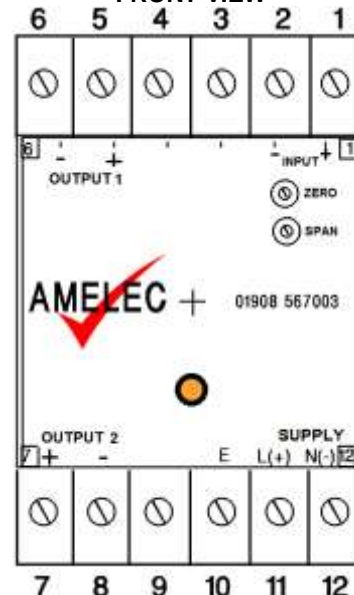 FRONT VIEW
6 5 4 3 2 1
6 - + - + 1
INPUT
OUTPUT 1
ZERO
SPAN
AMELEC 01908 567003
OUTPUT 2 SUPPLY
7 + - E L(+) N(-) 12
7 8 9 10 11 12